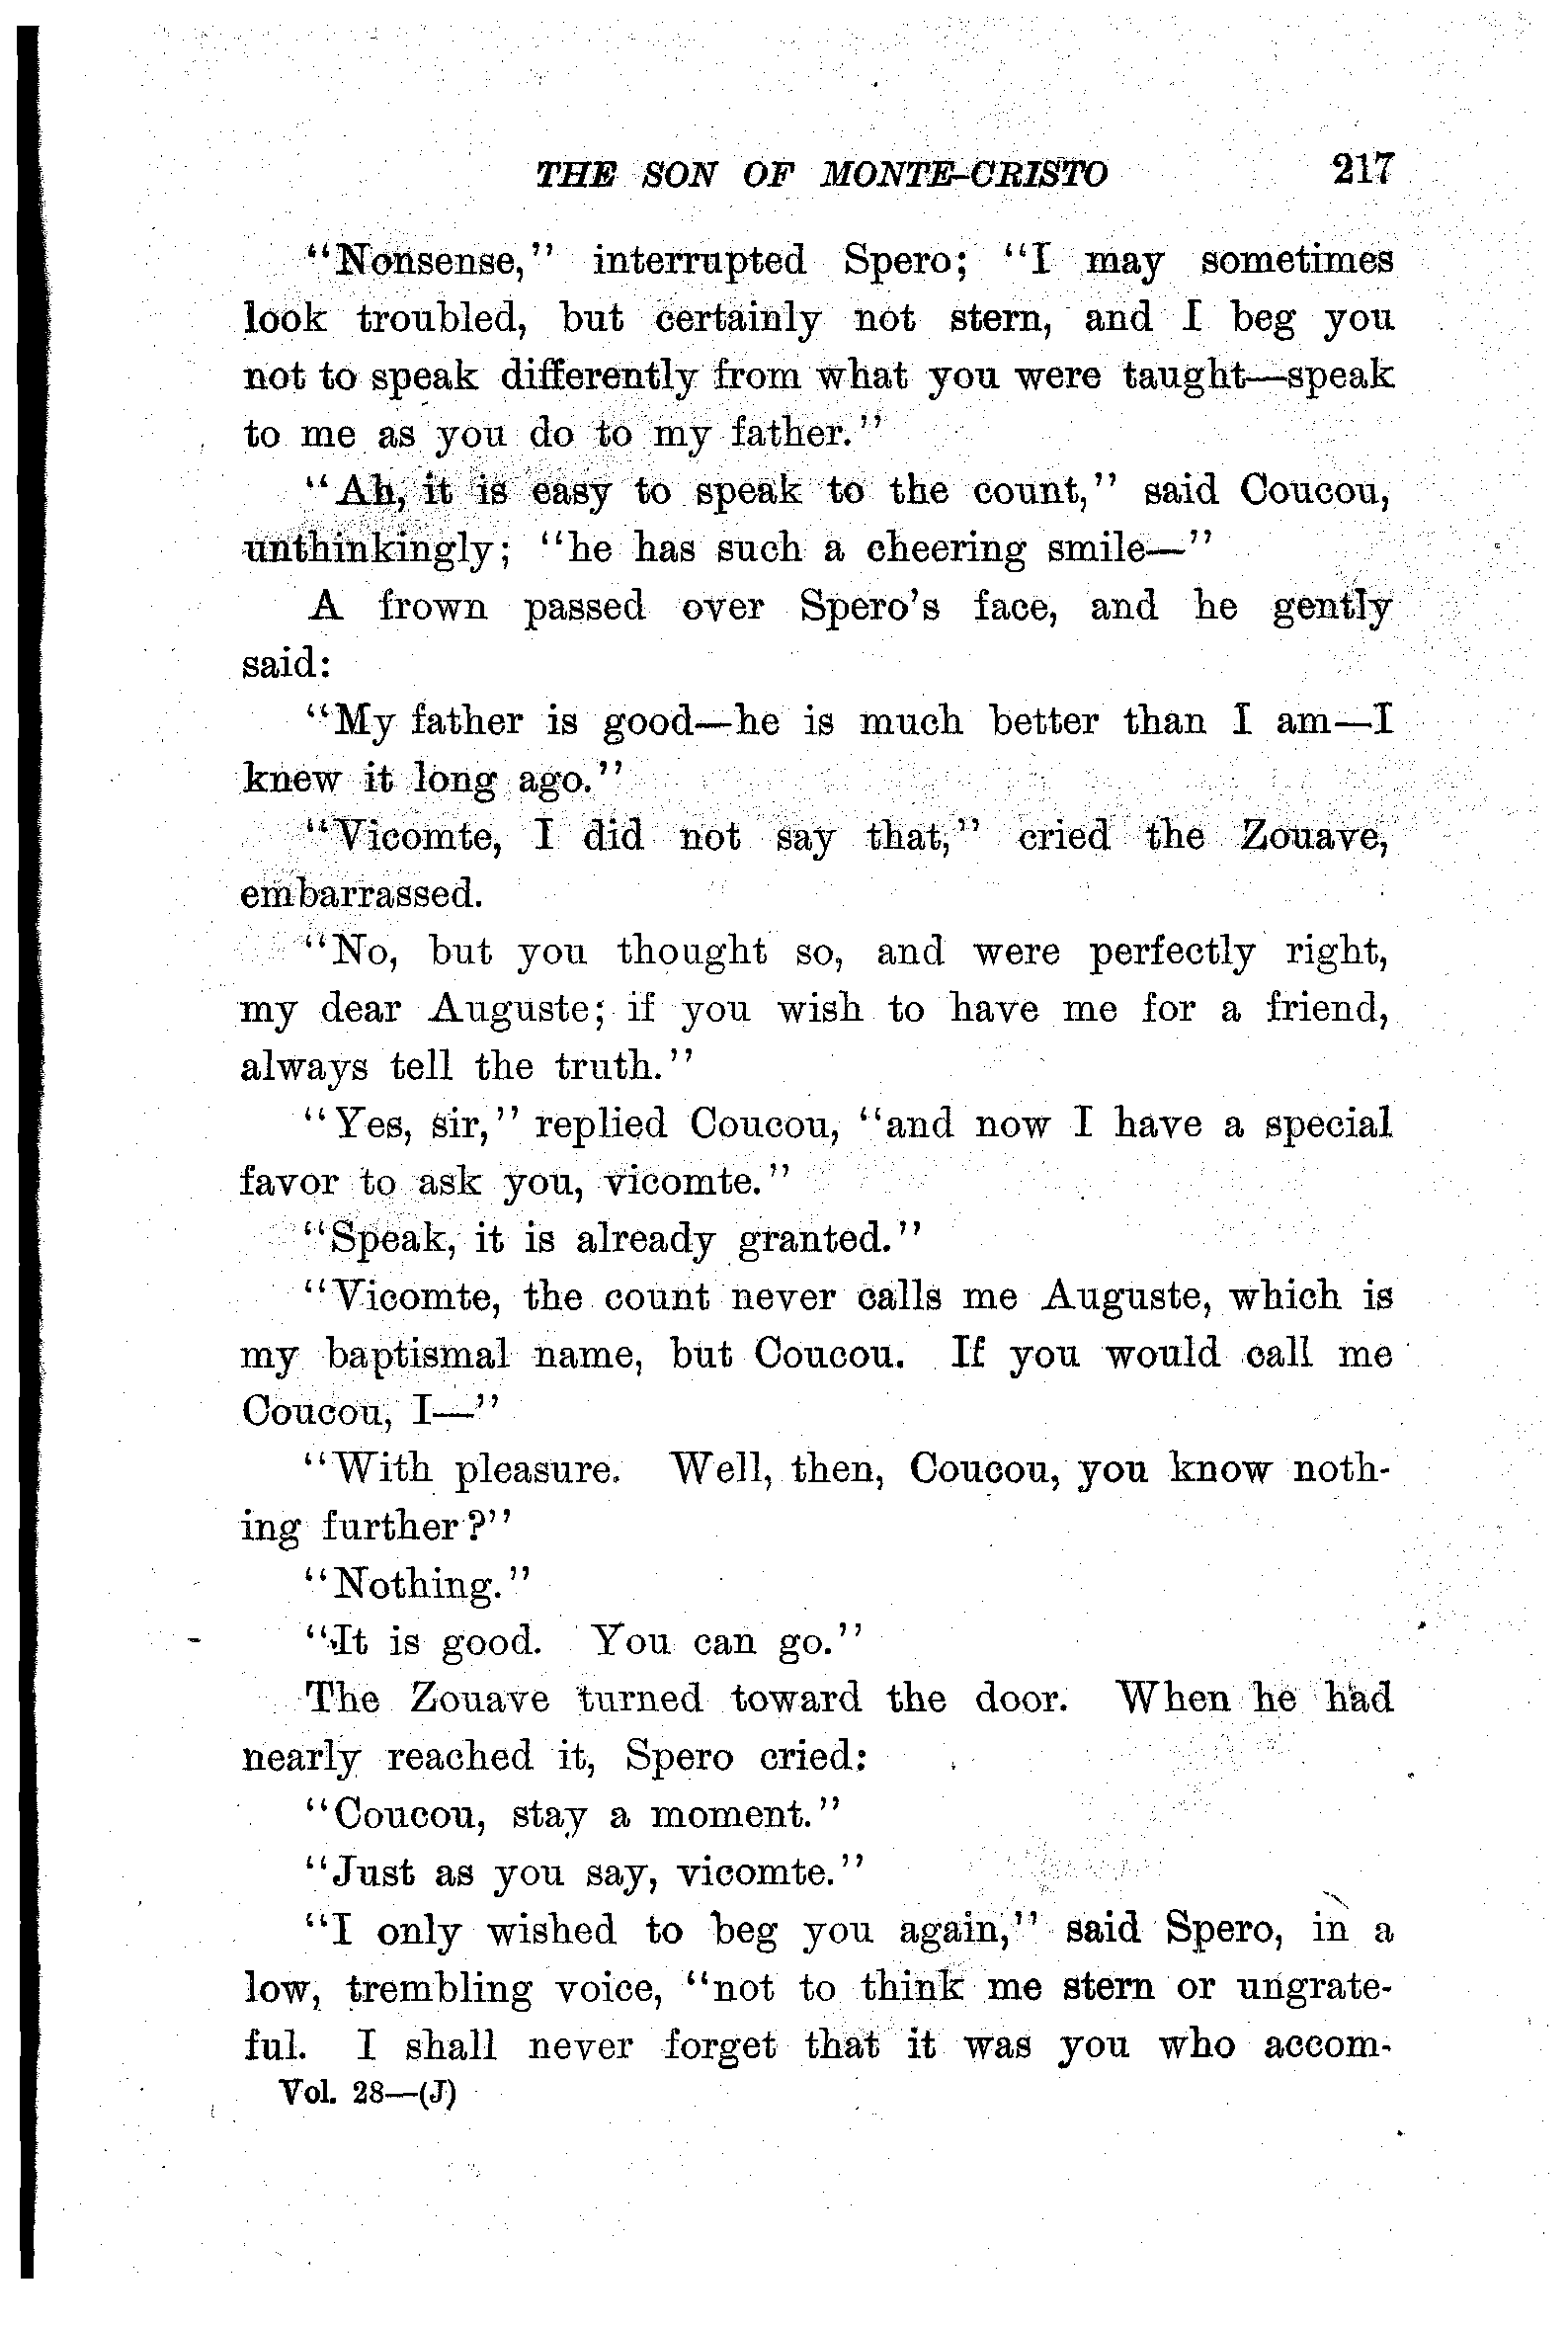 THE SON OF MONTE-CRISTO 217
"Nonsense," interrupted Spero; "I may sometimes
look troubled, but certainly not stern, and I beg you
not to speak differently from what you were taught—speak
to me as you do to my father."
"Ah, it is easy to speak to the count," said Coucou,
unthinkingly; "he has such a cheering smile—"
A frown passed over Spero's face, and he gently
said:
"My father is good—he is much better than I am—I
knew it long ago."
"Vicomte, I did not say that," cried the Zouave,
embarrassed.
"No, but you thought so, and were perfectly right,
my dear Auguste; if you wish to have me for a friend,
always tell the truth."
"Yes, sir," replied Coucou, "and now I have a special
favor to ask you, vicomte."
"Speak, it is already granted."
"Vicomte, the count never calls me Auguste, which is
my baptismal name, but Coucou. If you would call me
Coucou, I—"
"With pleasure. Well, then, Coucou, you know noth-
ing further?"
"Nothing."
"It is good. You can go."
The Zouave turned toward the door. When he had
nearly reached it, Spero cried:
"Coucou, stay a moment."
"Just as you say, vicomte."
"I only wished to beg you again," said Spero, in a
low, trembling voice, "not to think me stern or ungrate-
ful. I shall never forget that it was you who accom-
Vol. 28—(J)